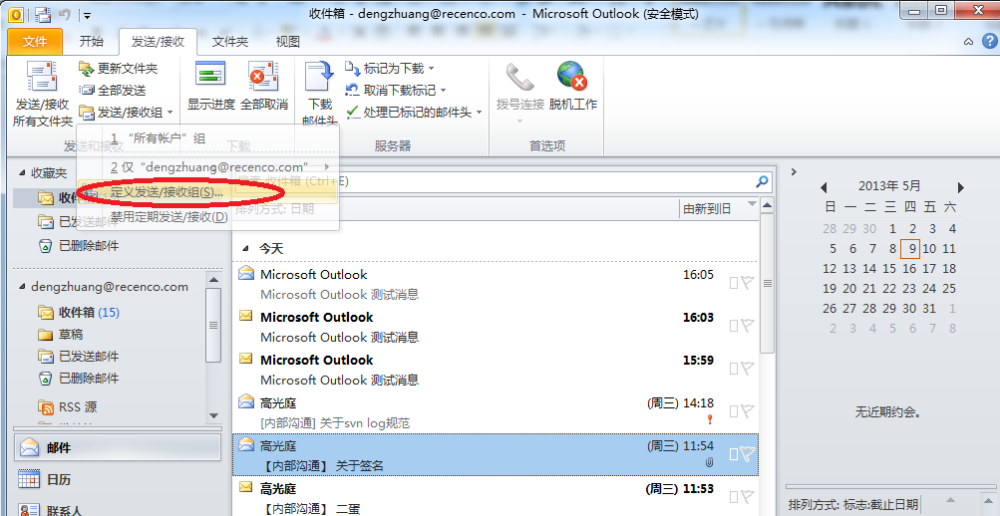 收件箱 - dengzhuang@recenco.com - Microsoft Outlook (安全模式)
文件 开始 发送/接收 文件夹 视图
发送/接收
所有文件夹
更新文件夹
全部发送
发送/接收组
显示进度
全部取消
下载
邮件头
标记为下载
取消下载标记
处理已标记的邮件头
拨号连接
脱机工作
发送和接收
下载
服务器
首选项
1 “所有帐户”组
2 仅“dengzhuang@recenco.com”
定义发送/接收组(S)...
禁用定期发送/接收(D)
收藏夹
收件
已发送邮件
已删除邮件
dengzhuang@recenco.com
收件箱 (15)
草稿
已发送邮件
已删除邮件
RSS 源
邮件
日历
联系人
搜索 收件箱 (Ctrl+E)
排列方式: 日期
由新到旧
今天
Microsoft Outlook 16:05
Microsoft Outlook 测试消息
Microsoft Outlook 16:03
Microsoft Outlook 测试消息
Microsoft Outlook 15:59
Microsoft Outlook 测试消息
高光庭 (周三) 14:18
[内部沟通] 关于svn log规范
高光庭 (周三) 11:54
【内部沟通】 关于签名
高光庭 (周三) 11:53
【内部沟通】 二蛋
2013年 5月
日 一 二 三 四 五 六
28 29 30 1 2 3 4
5 6 7 8 9 10 11
12 13 14 15 16 17 18
19 20 21 22 23 24 25
26 27 28 29 30 31 1
2 3 4 5 6 7 8
无近期约会。
排列方式: 标志:截止日期